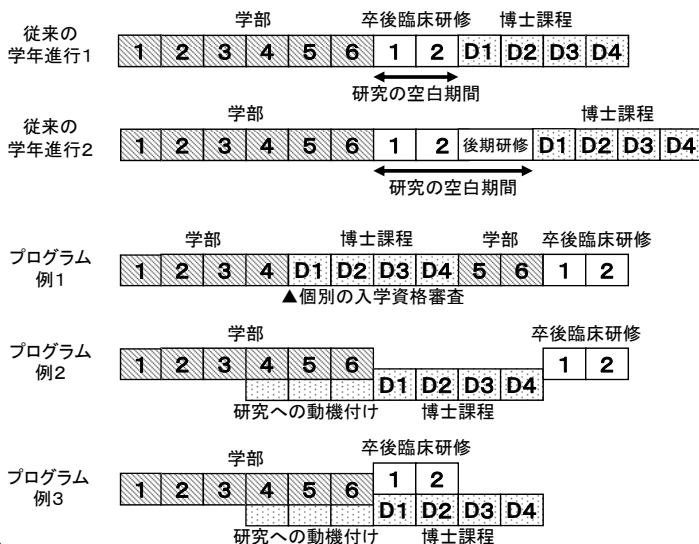 学部 卒後臨床研修 博士課程
従来の
学年進行1
1 2 3 4 5 6 1 2 D1 D2 D3 D4
研究の空白期間
学部 博士課程
従来の
学年進行2
1 2 3 4 5 6 1 2 後期研修 D1 D2 D3 D4
研究の空白期間
学部 博士課程 学部 卒後臨床研修
プログラム
例1
1 2 3 4 D1 D2 D3 D4 5 6 1 2
▲個別の入学資格審査
学部 卒後臨床研修
プログラム
例2
1 2 3 4 5 6 1 2
D1 D2 D3 D4
研究への動機付け 博士課程
卒後臨床研修
学部
プログラム
例3
1 2 3 4 5 6 1 2
D1 D2 D3 D4
研究への動機付け 博士課程